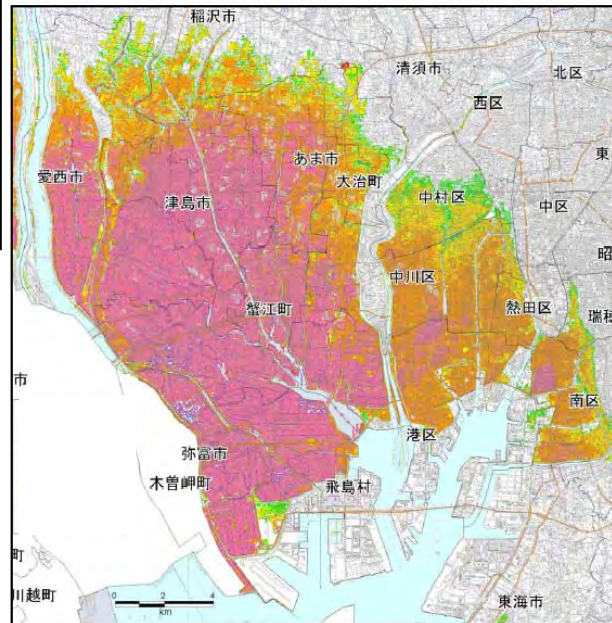 稲沢市
清須市
北区
西区
東
あま市
大治町
愛西市
中村区
津島市
中区
昭
中川区
蟹江町
熱田区
瑞穂
市
南区
港区
弥富市
飛島村
木曽岬町
町
川越町
0 2 4
km
東海市